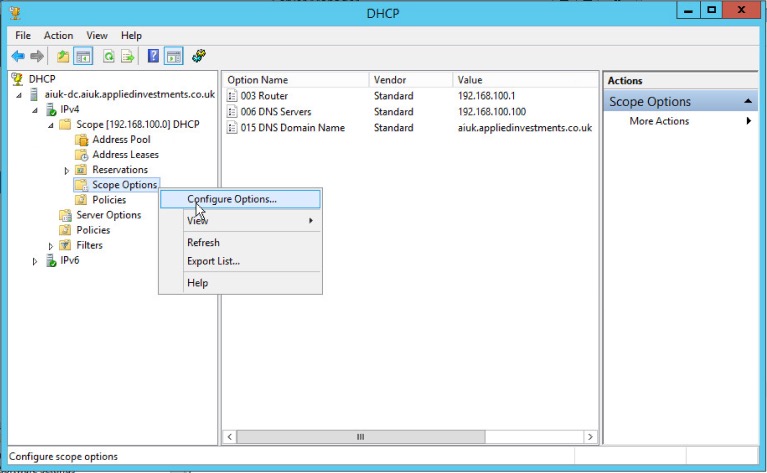 DHCP
File Action View Help
DHCP
aiuk-dc.aiuk.appliedinvestments.co.uk
IPv4
Scope [192.168.100.0] DHCP
Address Pool
Address Leases
Reservations
Scope Options
Policies
Server Options
Policies
Filters
IPv6
Configure Options...
View
Refresh
Export List...
Help
Option Name Vendor Value
003 Router Standard 192.168.100.1
006 DNS Servers Standard 192.168.100.100
015 DNS Domain Name Standard aiuk.appliedinvestments.co.uk
Actions
Scope Options
More Actions
Configure scope options